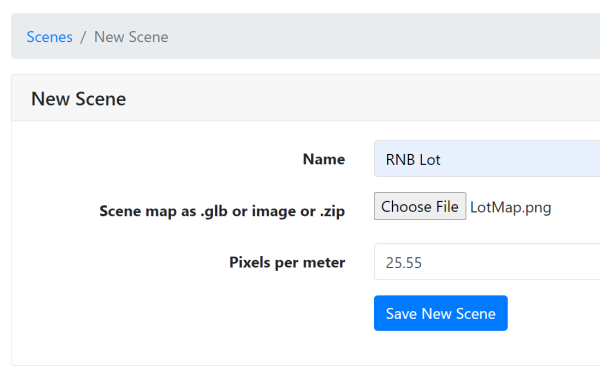 Scenes / New Scene
New Scene
Name RNB Lot
Scene map as .glb or image or .zip Choose File LotMap.png
Pixels per meter 25.55
Save New Scene